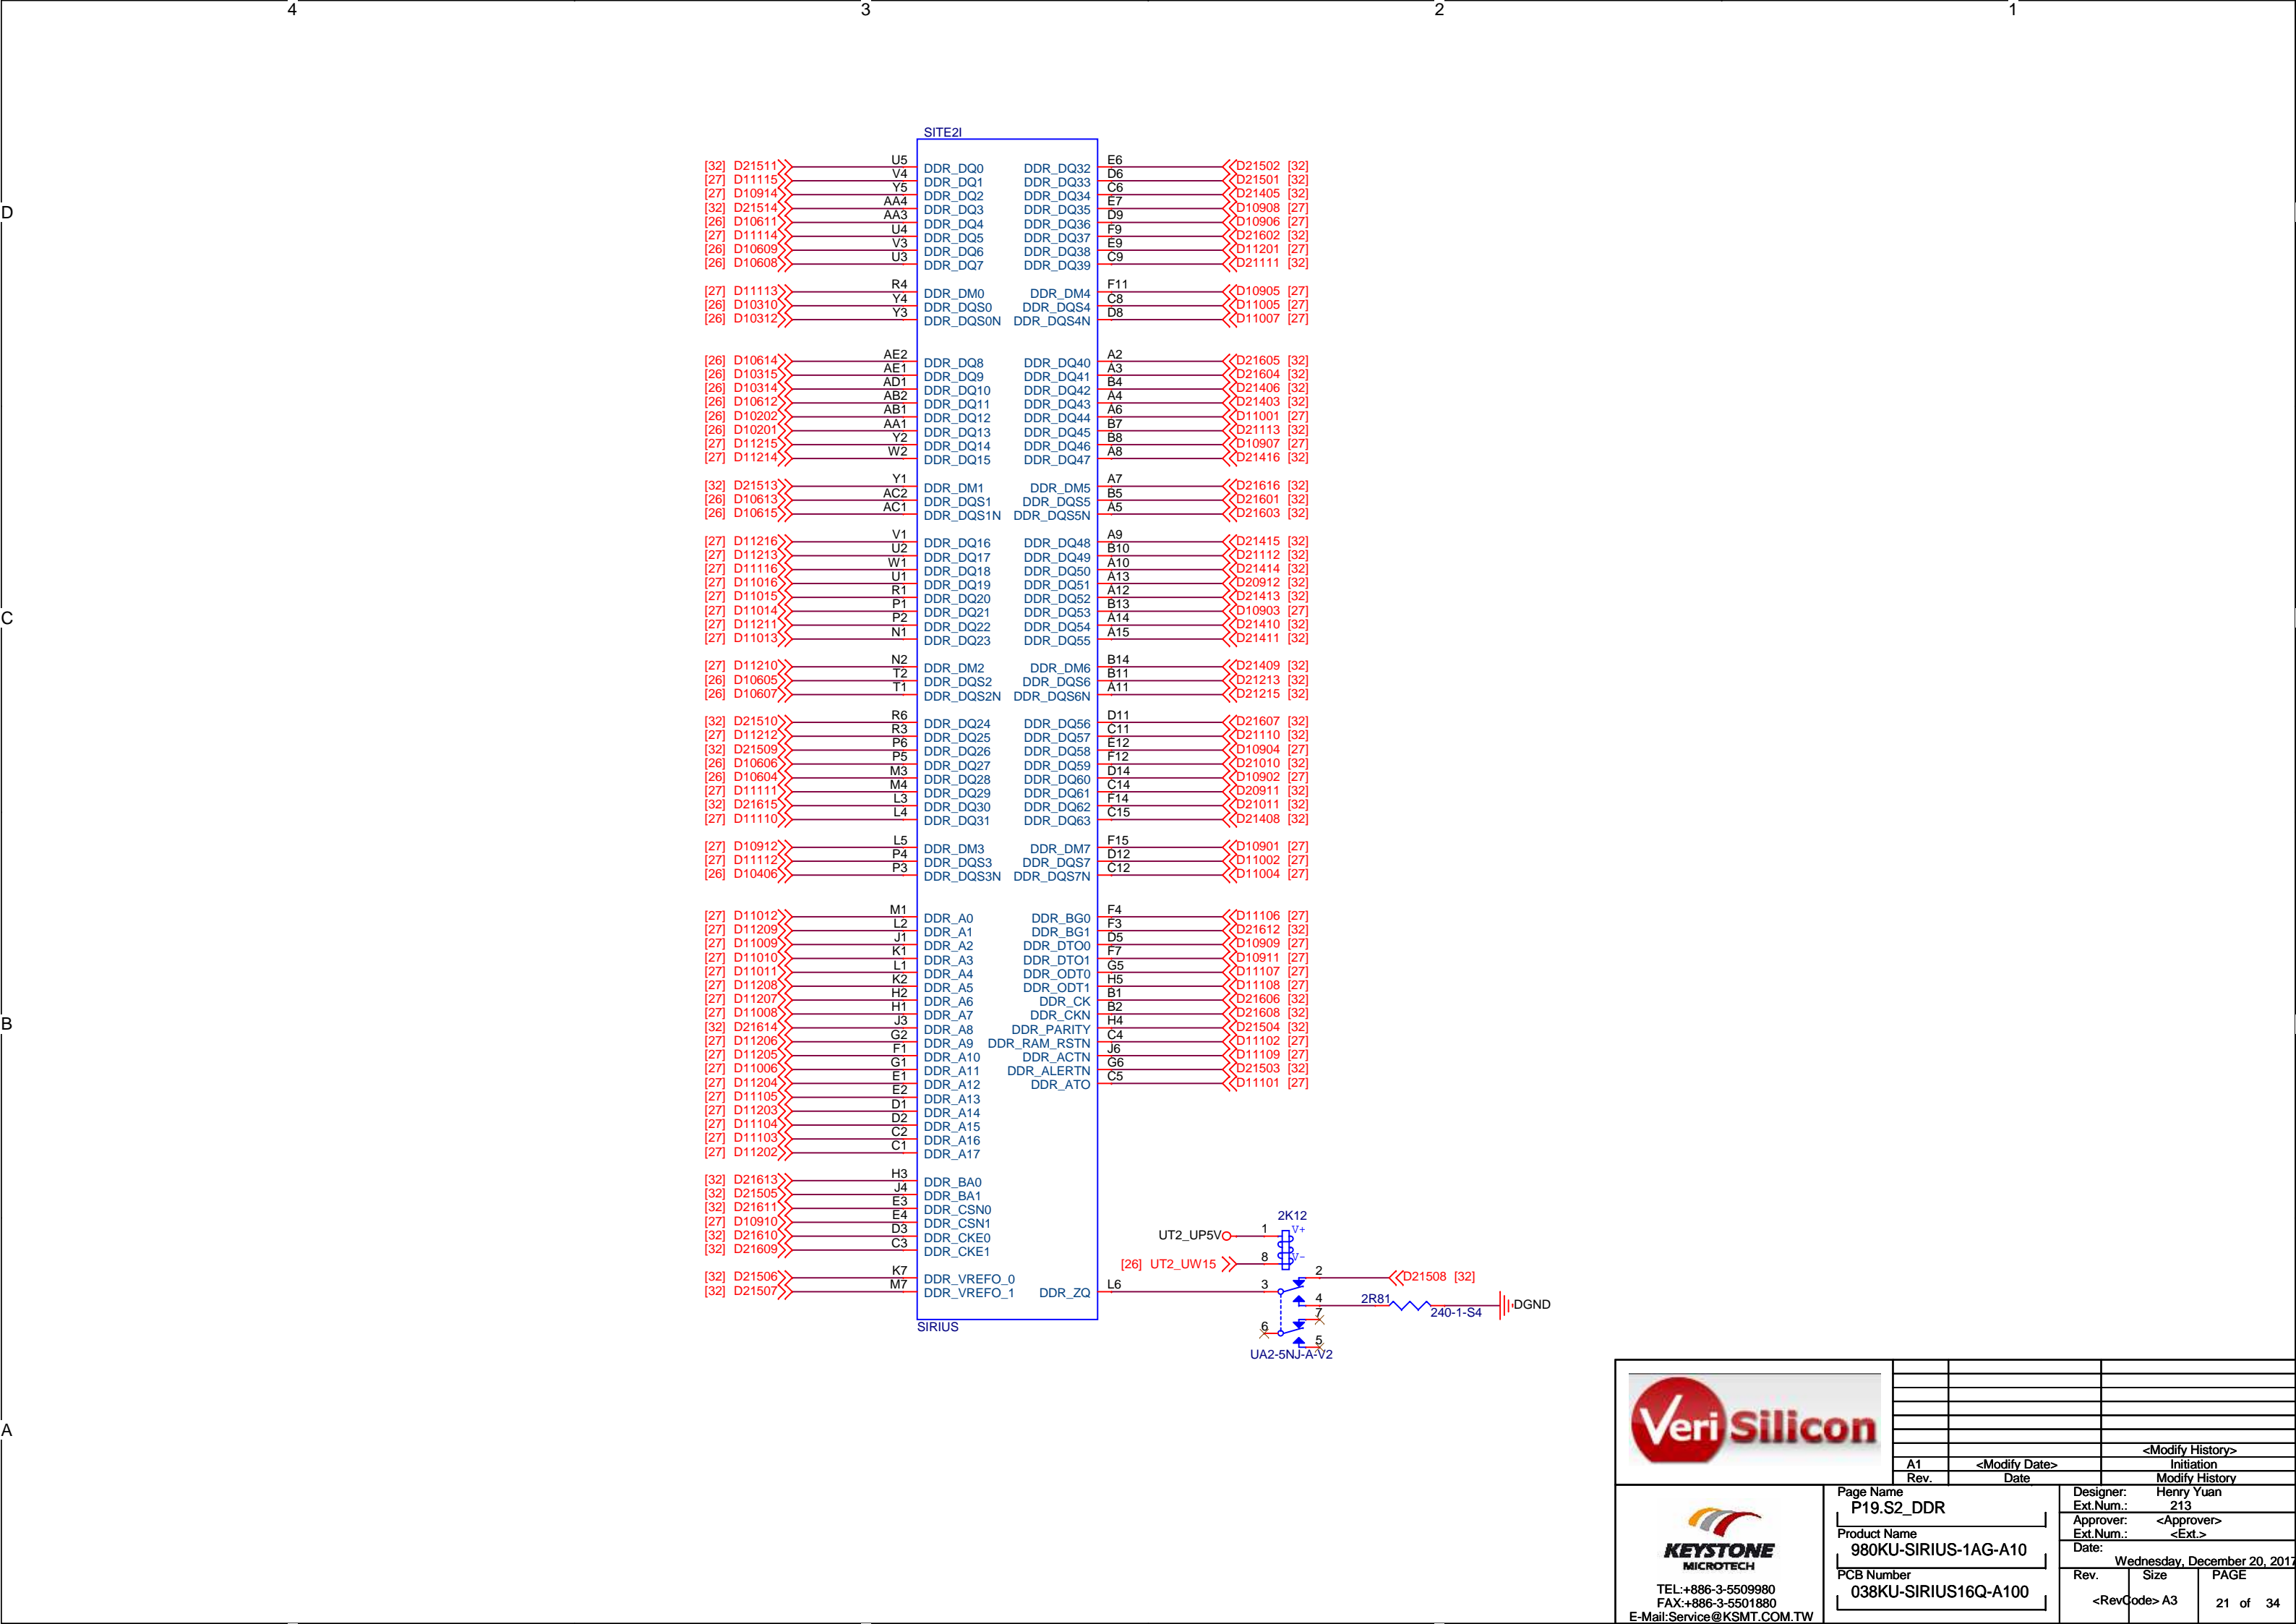 4 3 2 1
SITE2I
[32] D21511 U5 DDR_DQ0 DDR_DQ32 E6 D21502 [32]
[27] D11115 V4 DDR_DQ1 DDR_DQ33 D6 D21501 [32]
[27] D10914 Y5 DDR_DQ2 DDR_DQ34 C6 D21405 [32]
[32] D21514 AA4 DDR_DQ3 DDR_DQ35 E7 D10908 [27]
D
[26] D10611 AA3 DDR_DQ4 DDR_DQ36 D9 D10906 [27]
[27] D11114 U4 DDR_DQ5 DDR_DQ37 F9 D21602 [32]
[26] D10609 V3 DDR_DQ6 DDR_DQ38 E9 D11201 [27]
[26] D10608 U3 DDR_DQ7 DDR_DQ39 C9 D21111 [32]
[27] D11113 R4 DDR_DM0 DDR_DM4 F11 D10905 [27]
[26] D10310 Y4 DDR_DQS0 DDR_DQS4 C8 D11005 [27]
[26] D10312 Y3 DDR_DQS0N DDR_DQS4N D8 D11007 [27]
[26] D10614 AE2 DDR_DQ8 DDR_DQ40 A2 D21605 [32]
[26] D10315 AE1 DDR_DQ9 DDR_DQ41 A3 D21604 [32]
[26] D10314 AD1 DDR_DQ10 DDR_DQ42 B4 D21406 [32]
[26] D10612 AB2 DDR_DQ11 DDR_DQ43 A4 D21403 [32]
[26] D10202 AB1 DDR_DQ12 DDR_DQ44 A6 D11001 [27]
[26] D10201 AA1 DDR_DQ13 DDR_DQ45 B7 D21113 [32]
[27] D11215 Y2 DDR_DQ14 DDR_DQ46 B8 D10907 [27]
[27] D11214 W2 DDR_DQ15 DDR_DQ47 A8 D21416 [32]
[32] D21513 Y1 DDR_DM1 DDR_DM5 A7 D21616 [32]
[26] D10613 AC2 DDR_DQS1 DDR_DQS5 B5 D21601 [32]
[26] D10615 AC1 DDR_DQS1N DDR_DQS5N A5 D21603 [32]
[27] D11216 V1 DDR_DQ16 DDR_DQ48 A9 D21415 [32]
[27] D11213 U2 DDR_DQ17 DDR_DQ49 B10 D21112 [32]
[27] D11116 W1 DDR_DQ18 DDR_DQ50 A10 D21414 [32]
[27] D11016 U1 DDR_DQ19 DDR_DQ51 A13 D20912 [32]
[27] D11015 R1 DDR_DQ20 DDR_DQ52 A12 D21413 [32]
[27] D11014 P1 DDR_DQ21 DDR_DQ53 B13 D10903 [27]
C
[27] D11211 P2 DDR_DQ22 DDR_DQ54 A14 D21410 [32]
[27] D11013 N1 DDR_DQ23 DDR_DQ55 A15 D21411 [32]
[27] D11210 N2 DDR_DM2 DDR_DM6 B14 D21409 [32]
[26] D10605 T2 DDR_DQS2 DDR_DQS6 B11 D21213 [32]
[26] D10607 T1 DDR_DQS2N DDR_DQS6N A11 D21215 [32]
[32] D21510 R6 DDR_DQ24 DDR_DQ56 D11 D21607 [32]
[27] D11212 R3 DDR_DQ25 DDR_DQ57 C11 D21110 [32]
[32] D21509 P6 DDR_DQ26 DDR_DQ58 E12 D10904 [27]
[26] D10606 P5 DDR_DQ27 DDR_DQ59 F12 D21010 [32]
[26] D10604 M3 DDR_DQ28 DDR_DQ60 D14 D10902 [27]
[27] D11111 M4 DDR_DQ29 DDR_DQ61 C14 D20911 [32]
[32] D21615 L3 DDR_DQ30 DDR_DQ62 F14 D21011 [32]
[27] D11110 L4 DDR_DQ31 DDR_DQ63 C15 D21408 [32]
[27] D10912 L5 DDR_DM3 DDR_DM7 F15 D10901 [27]
[27] D11112 P4 DDR_DQS3 DDR_DQS7 D12 D11002 [27]
[26] D10406 P3 DDR_DQS3N DDR_DQS7N C12 D11004 [27]
[27] D11012 M1 DDR_A0 DDR_BG0 F4 D11106 [27]
[27] D11209 L2 DDR_A1 DDR_BG1 F3 D21612 [32]
[27] D11009 J1 DDR_A2 DDR_DTO0 D5 D10909 [27]
[27] D11010 K1 DDR_A3 DDR_DTO1 F7 D10911 [27]
[27] D11011 L1 DDR_A4 DDR_ODT0 G5 D11107 [27]
[27] D11208 K2 DDR_A5 DDR_ODT1 H5 D11108 [27]
[27] D11207 H2 DDR_A6 DDR_CK B1 D21606 [32]
[27] D11008 H1 DDR_A7 DDR_CKN B2 D21608 [32]
B
[32] D21614 J3 DDR_A8 DDR_PARITY H4 D21504 [32]
[27] D11206 G2 DDR_A9 DDR_RAM_RSTN C4 D11102 [27]
[27] D11205 F1 DDR_A10 DDR_ACTN J6 D11109 [27]
[27] D11006 G1 DDR_A11 DDR_ALERTN G6 D21503 [32]
[27] D11204 E1 DDR_A12 DDR_ATO C5 D11101 [27]
[27] D11105 E2 DDR_A13
[27] D11203 D1 DDR_A14
[27] D11104 D2 DDR_A15
[27] D11103 C2 DDR_A16
[27] D11202 C1 DDR_A17
[32] D21613 H3 DDR_BA0
[32] D21505 J4 DDR_BA1
[32] D21611 E3 DDR_CSN0
[27] D10910 E4 DDR_CSN1
[32] D21610 D3 DDR_CKE0
[32] D21609 C3 DDR_CKE1
2K12
UT2_UP5V 1 V+
[26] UT2_UW15 8 V-
[32] D21506 K7 DDR_VREFO_0
2 D21508 [32]
[32] D21507 M7 DDR_VREFO_1 DDR_ZQ L6 3
4 2R81 240-1-S4 DGND
7
6
5
SIRIUS
UA2-5NJ-A-V2
A
VeriSilicon
<Modify History>
A1 <Modify Date> Initiation
Rev. Date Modify History
KEYSTONE
MICROTECH
TEL:+886-3-5509980
FAX:+886-3-5501880
E-Mail:Service@KSMT.COM.TW
Page Name
P19.S2_DDR
Product Name
980KU-SIRIUS-1AG-A10
PCB Number
038KU-SIRIUS16Q-A100
Designer: Henry Yuan
Ext.Num.: 213
Approver: <Approver>
Ext.Num.: <Ext.>
Date:
Wednesday, December 20, 2017
Rev. Size PAGE
<RevCode> A3 21 of 34